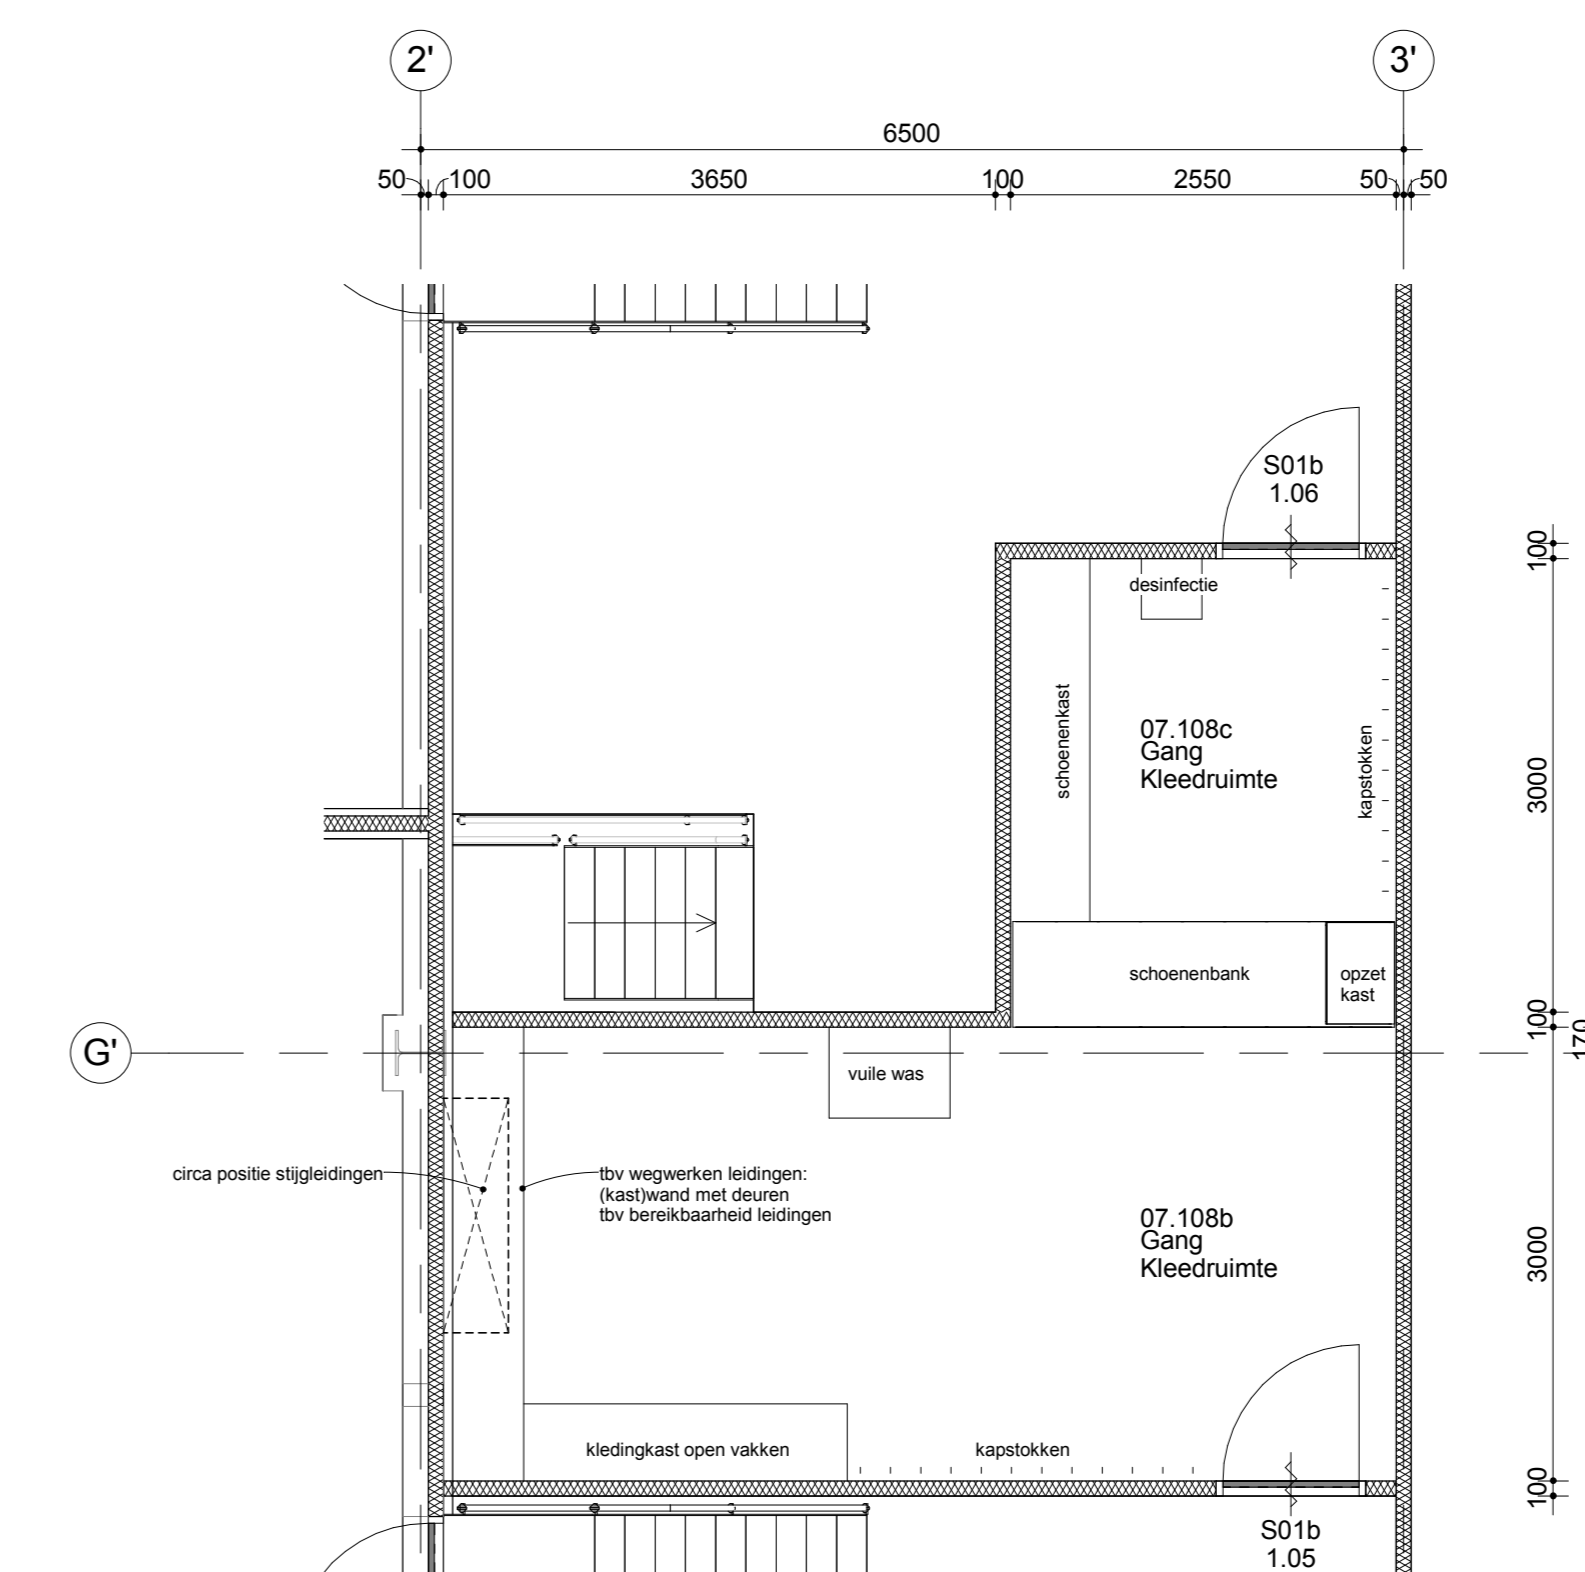 2'
3'
6500
50
100
3650
100
2550
50
50
S01b
1.06
100
desinfectie
schoenenkast
07.108c
Gang
Kleedruimte
kapstokken
3000
schoenenbank
opzet
kast
100
170
G'
vuile was
circa positie stijgleidingen
tbv wegwerken leidingen:
(kast)wand met deuren
tbv bereikbaarheid leidingen
07.108b
Gang
Kleedruimte
3000
kledingkast open vakken
kapstokken
100
S01b
1.05